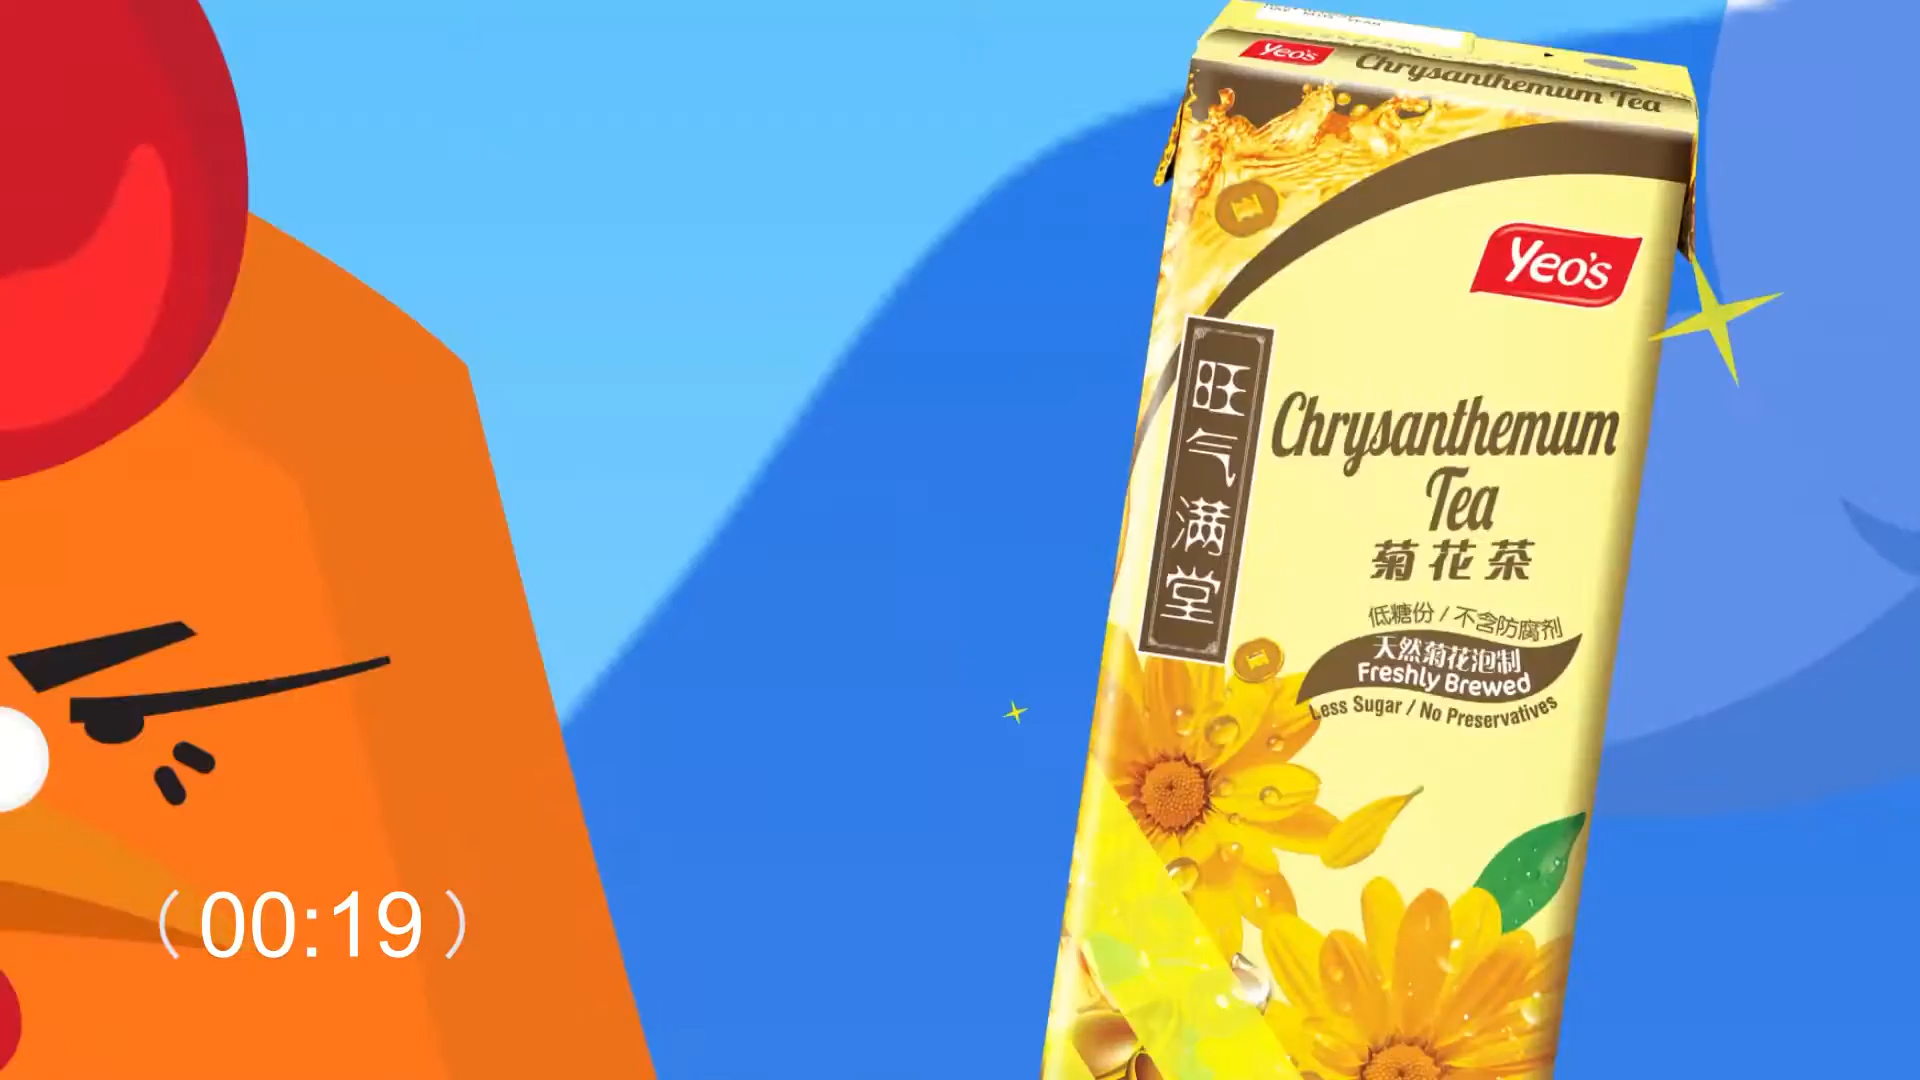 Yeo's Chrysanthemum Tea
Yeo's
旺气满堂
Chrysanthemum
Tea
菊花茶
低糖份 / 不含防腐剂
天然菊花泡制
Freshly Brewed
Less Sugar / No Preservatives
(00:19)